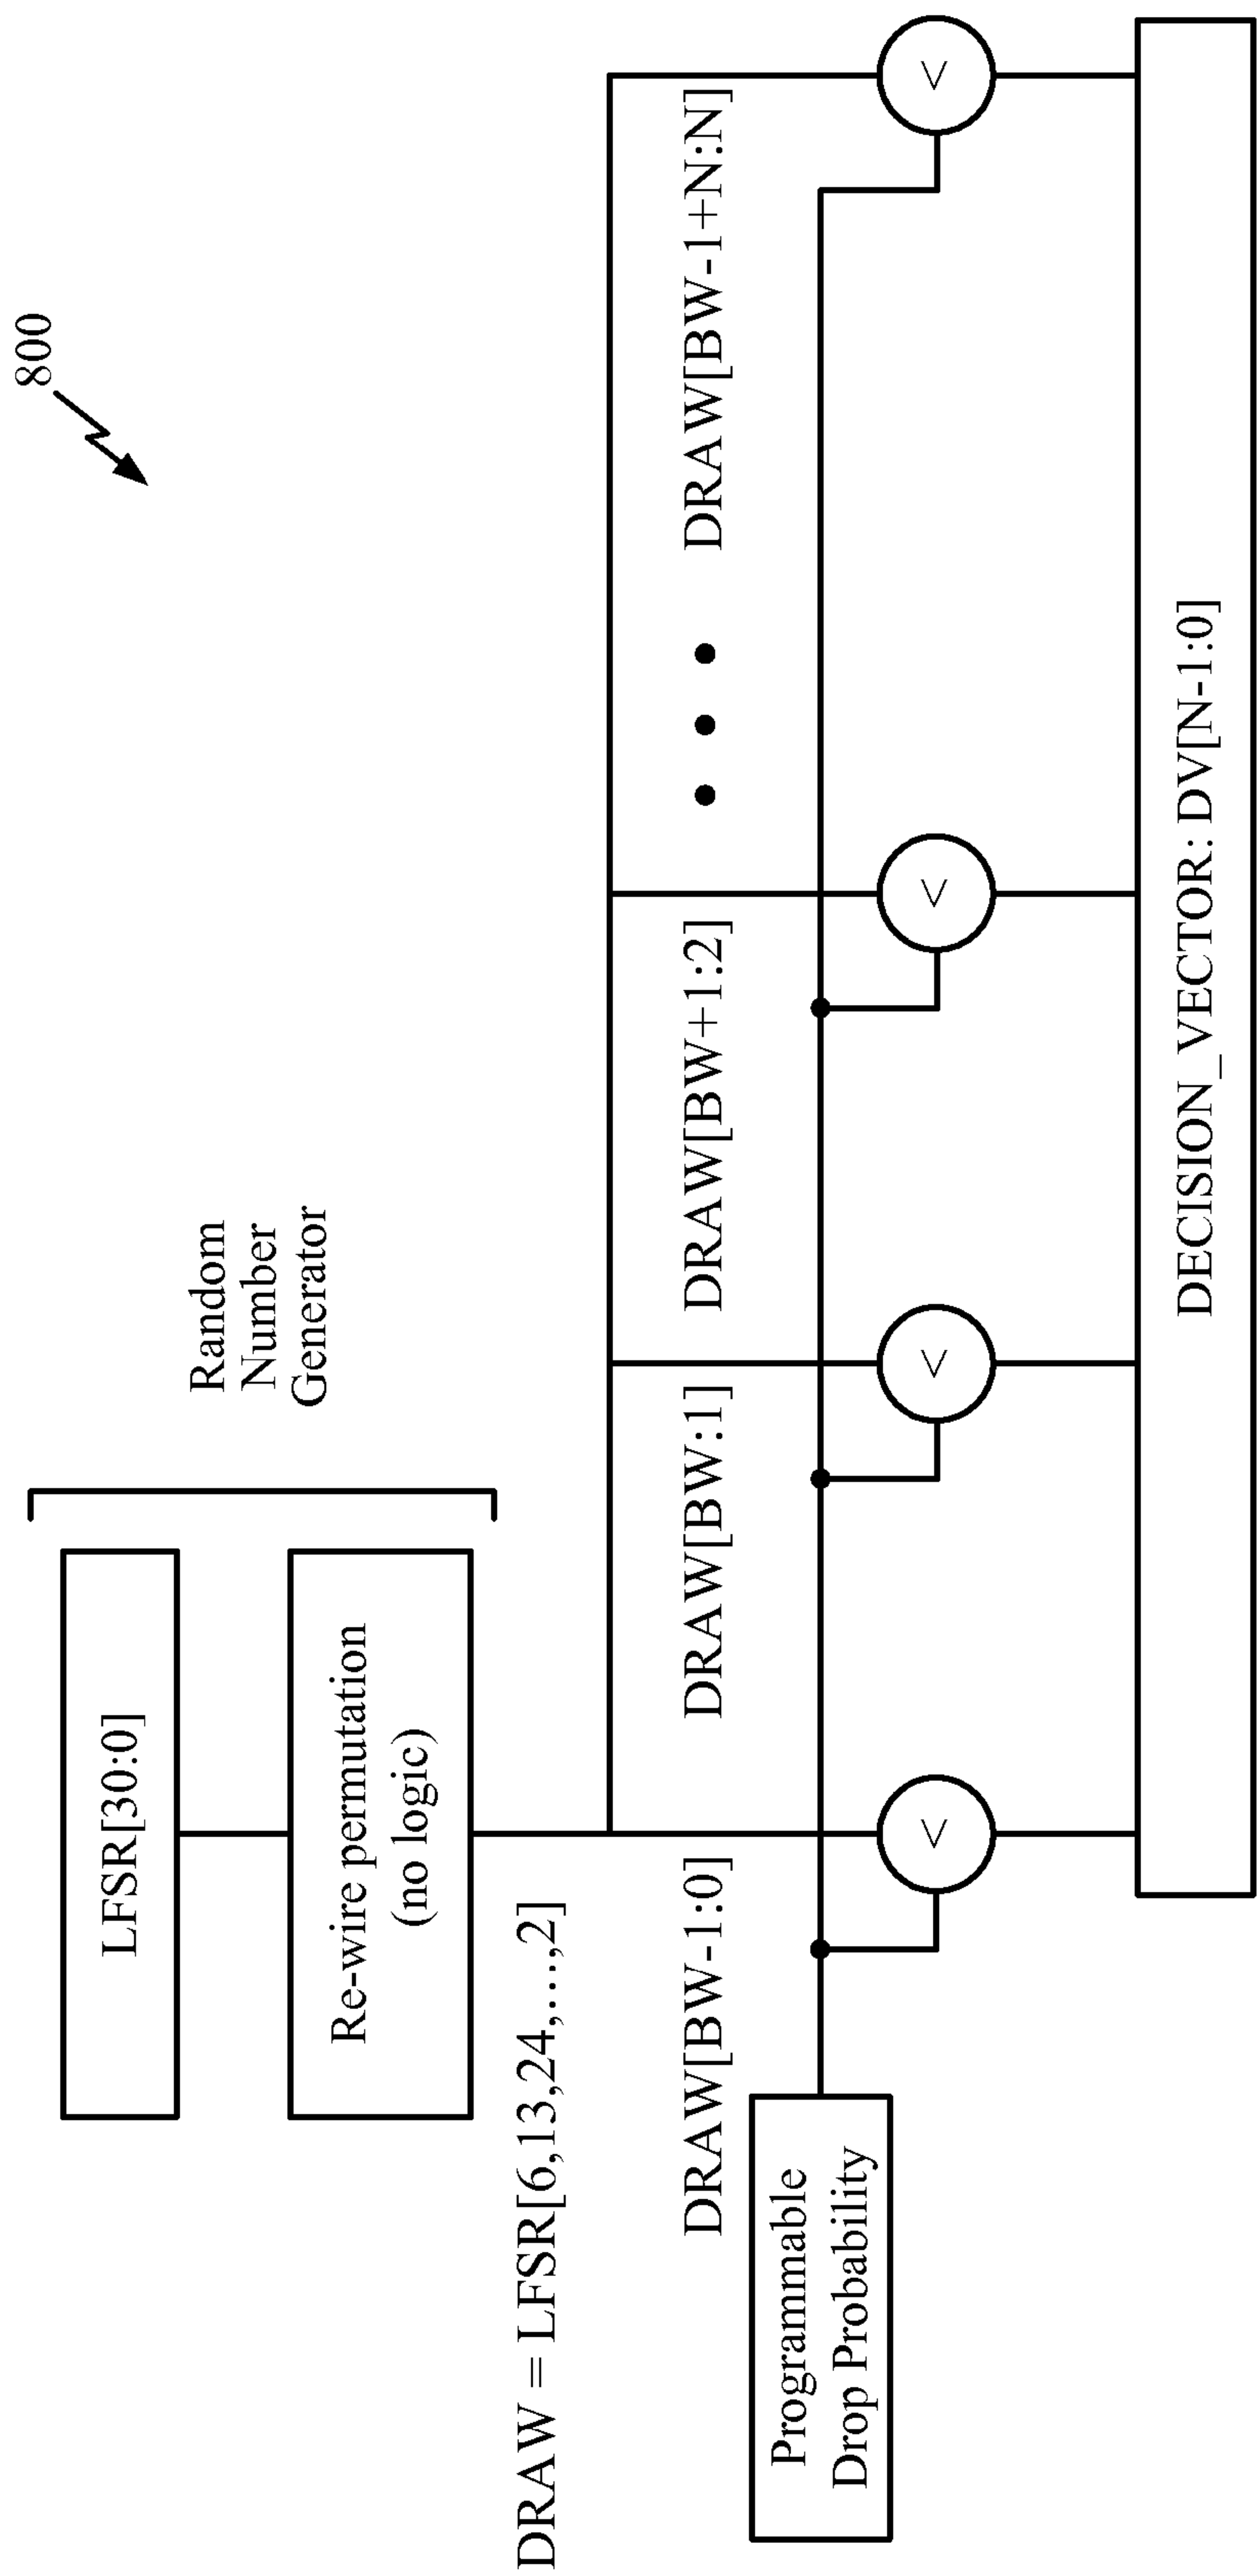 800
LFSR[30:0]
Random
Number
Generator
Re-wire permutation
(no logic)
DRAW = LFSR[6,13,24,...,2]
DRAW[BW-1:0]
DRAW[BW:1]
DRAW[BW+1:2]
DRAW[BW-1+N:N]
Programmable
Drop Probability
<
<
<
<
DECISION_VECTOR: DV[N-1:0]